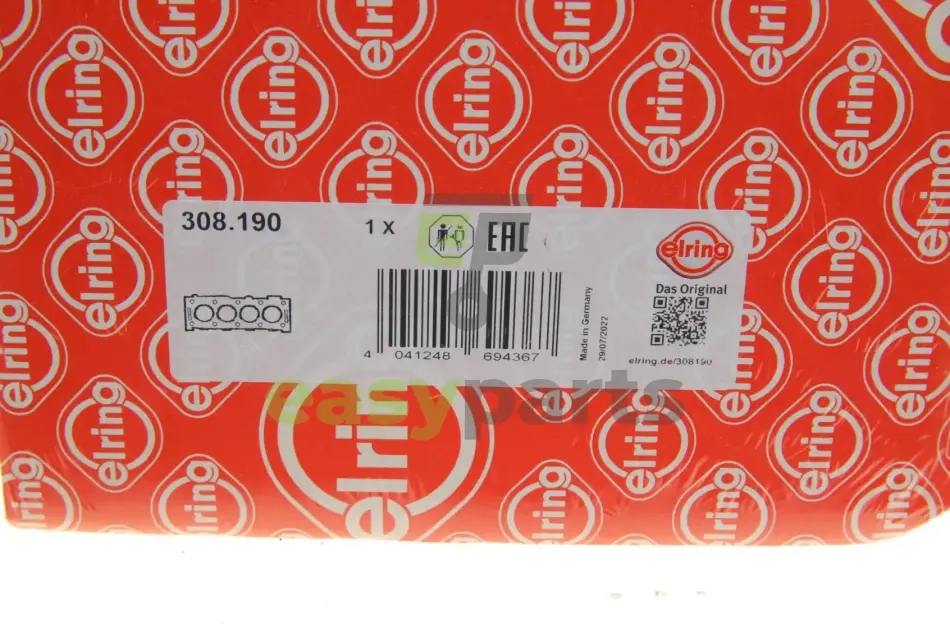 308.190
1 X
EAC
elring
Das Original
4 041248 694367
Made in Germany
29/07/2022
elring.de/308190
easyparts
elring